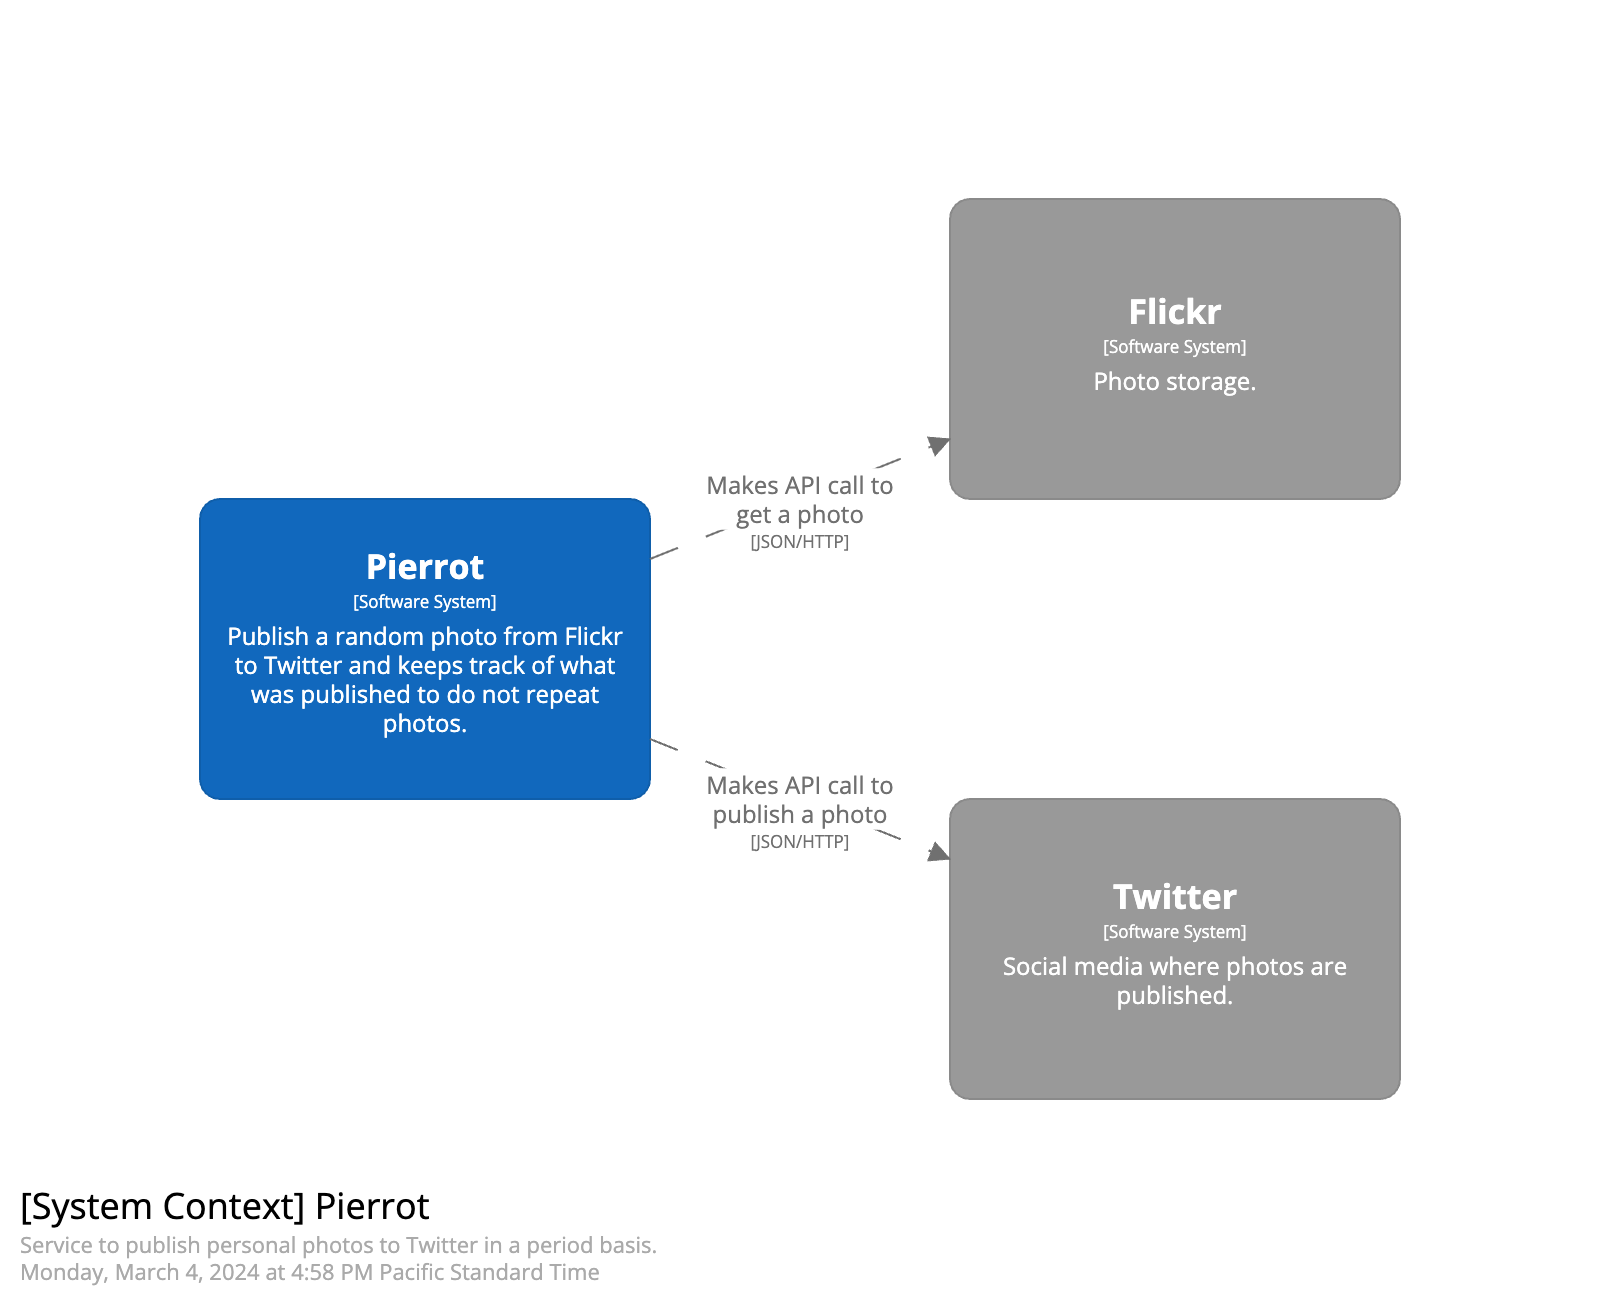 Flickr
[Software System]
Photo storage.
Makes API call to
get a photo
[JSON/HTTP]
Pierrot
[Software System]
Publish a random photo from Flickr
to Twitter and keeps track of what
was published to do not repeat
photos.
Makes API call to
publish a photo
[JSON/HTTP]
Twitter
[Software System]
Social media where photos are
published.
[System Context] Pierrot
Service to publish personal photos to Twitter in a period basis.
Monday, March 4, 2024 at 4:58 PM Pacific Standard Time